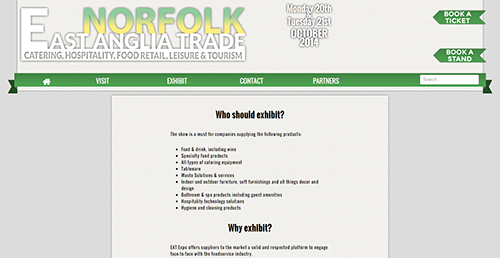 NORFOLK
EAST ANGLIA TRADE
CATERING, HOSPITALITY, FOOD RETAIL, LEISURE & TOURISM
Monday 20th
&
Tuesday 21st
OCTOBER
2014
BOOK A
TICKET
BOOK A
STAND
VISIT
EXHIBIT
CONTACT
PARTNERS
Search
Who should exhibit?
The show is a must for companies supplying the following products:
• Food & drink, including wine
• Specialty food products
• All types of catering equipment
• Tableware
• Waste Solutions & services
• Indoor and outdoor furniture, soft furnishings and all things decor and
design
• Bathroom & spa products including guest amenities
• Hospitality technology solutions
• Hygiene and cleaning products
Why exhibit?
EAT Expo offers suppliers to the market a solid and respected platform to engage
face-to-face with the foodservice industry.